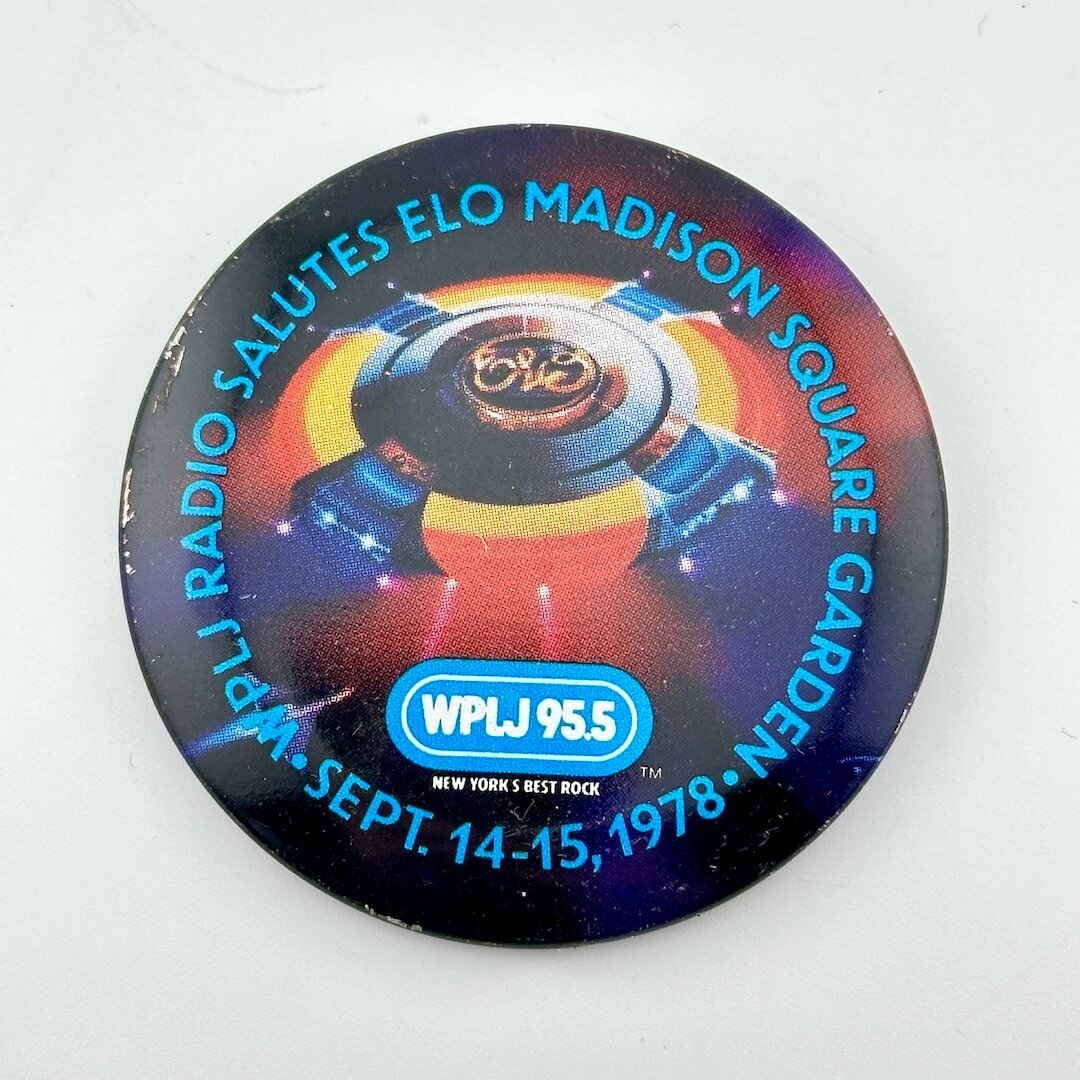 WPLJ RADIO SALUTES ELO MADISON SQUARE GARDEN
WPLJ 95.5
TM
NEW YORK S BEST ROCK
• SEPT. 14-15, 1978 •